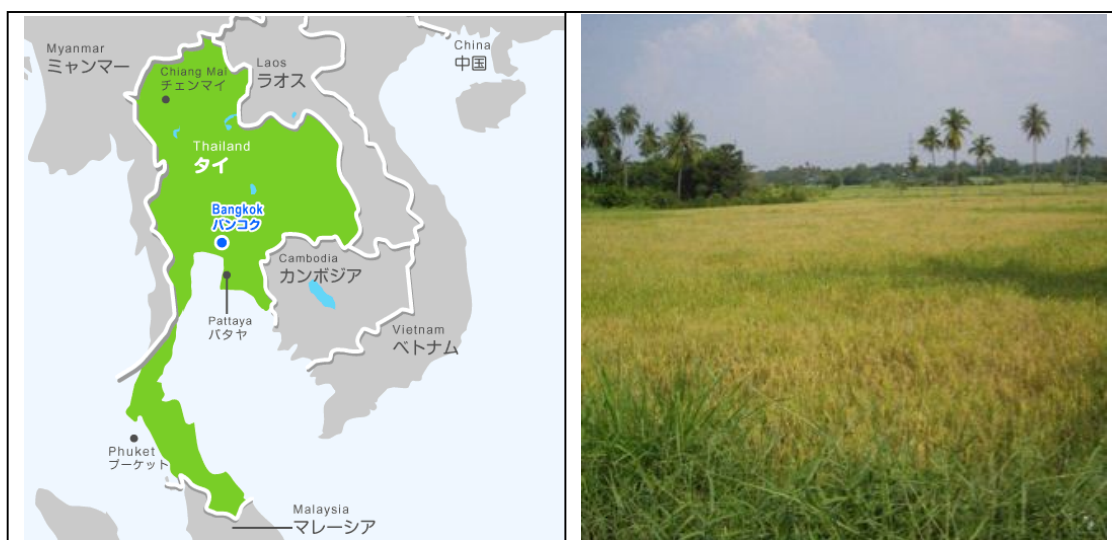 Myanmar
ミャンマー
Chiang Mai
チェンマイ
Laos
ラオス
China
中国
Thailand
タイ
Bangkok
バンコク
Cambodia
カンボジア
Pattaya
パタヤ
Vietnam
ベトナム
Phuket
プーケット
Malaysia
マレーシア